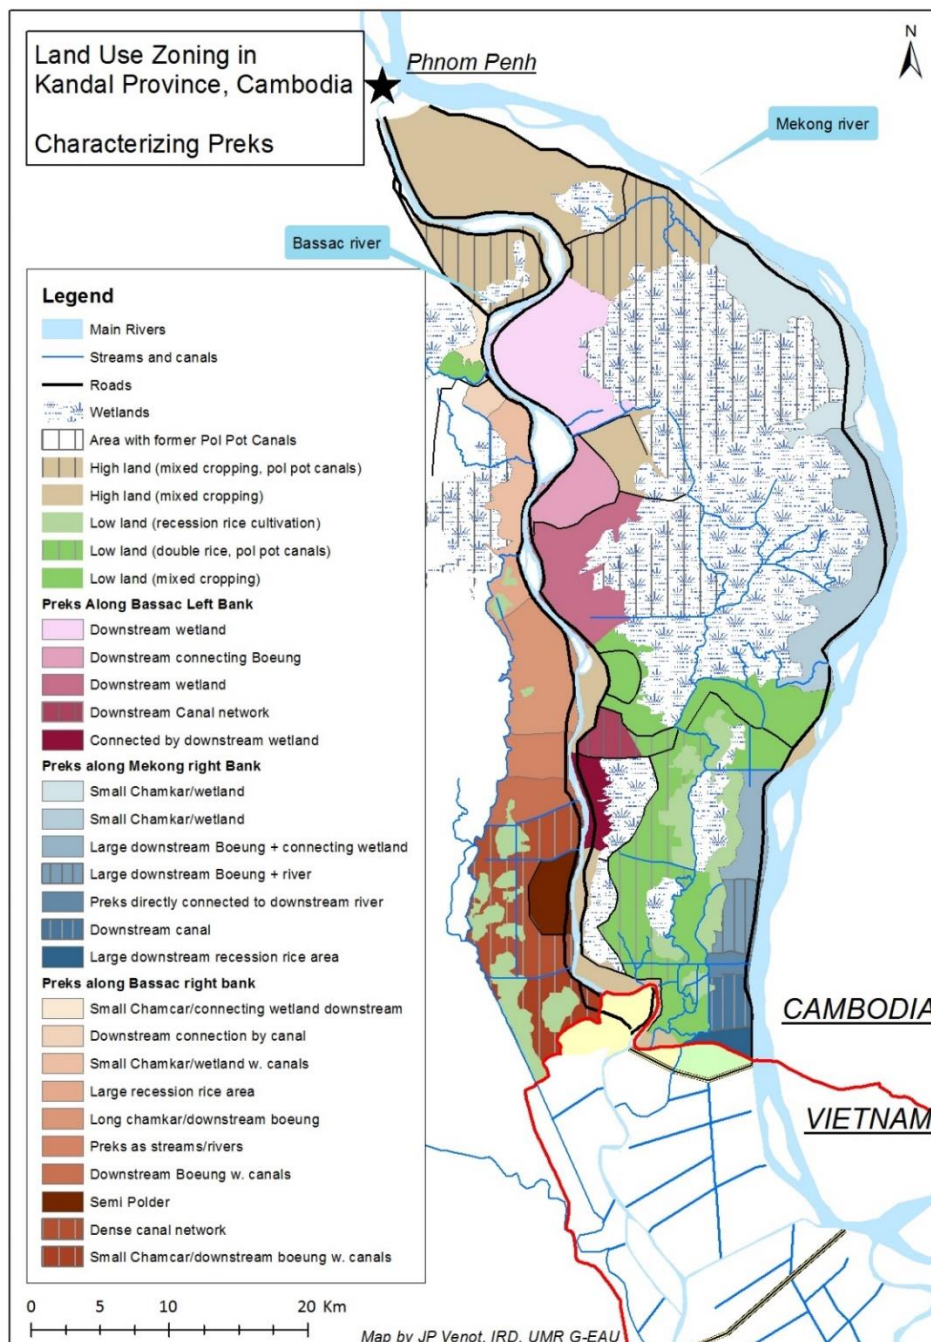 Land Use Zoning in
Kandal Province, Cambodia
Characterizing Preks
Phnom Penh
N
Mekong river
Bassac river
Legend
Main Rivers
Streams and canals
Roads
Wetlands
Area with former Pol Pot Canals
High land (mixed cropping, pol pot canals)
High land (mixed cropping)
Low land (recession rice cultivation)
Low land (double rice, pol pot canals)
Low land (mixed cropping)
Preks Along Bassac Left Bank
Downstream wetland
Downstream connecting Boeung
Downstream wetland
Downstream Canal network
Connected by downstream wetland
Preks along Mekong right Bank
Small Chamkar/wetland
Small Chamkar/wetland
Large downstream Boeung + connecting wetland
Large downstream Boeung + river
Preks directly connected to downstream river
Downstream canal
Large downstream recession rice area
Preks along Bassac right bank
Small Chamcar/connecting wetland downstream
Downstream connection by canal
Small Chamkar/wetland w. canals
Large recession rice area
Long chamkar/downstream boeung
Preks as streams/rivers
Downstream Boeung w. canals
Semi Polder
Dense canal network
Small Chamcar/downstream boeung w. canals
CAMBODIA
VIETNAM
0 5 10 20 Km
Map by JP Venot, IRD, UMR G-EAU